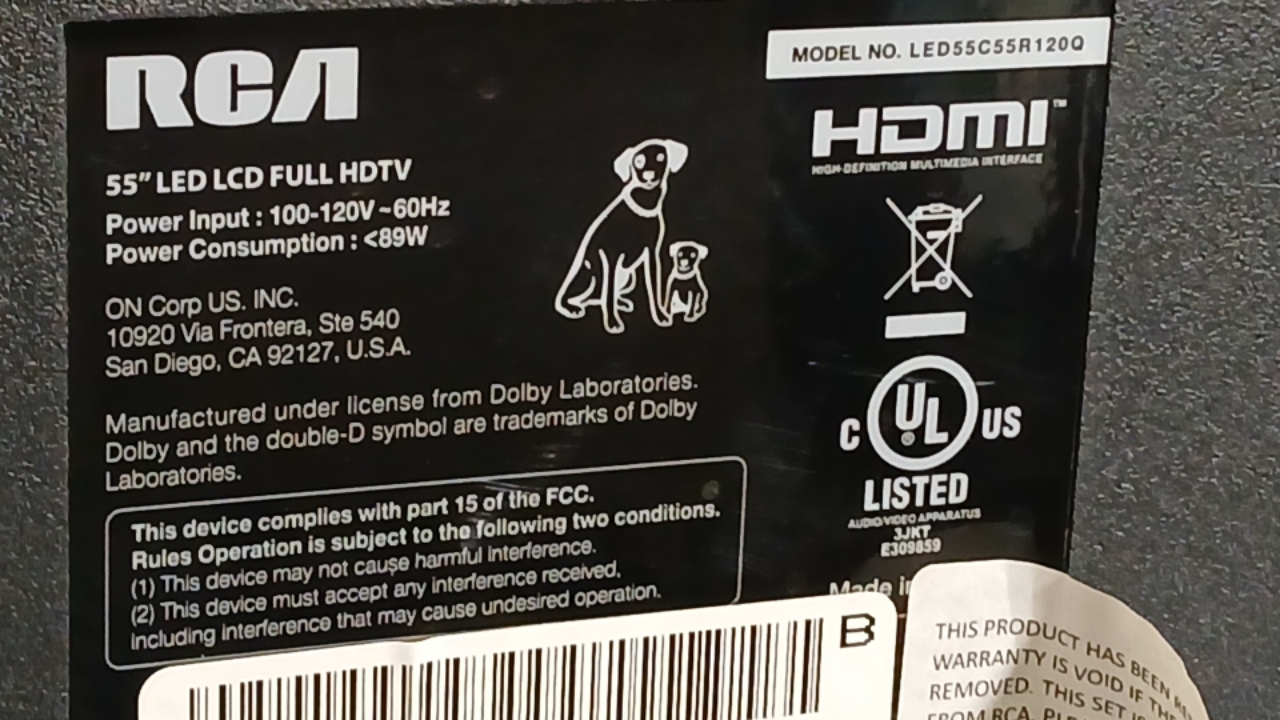 RCA
55" LED LCD FULL HDTV
Power Input : 100-120V~60Hz
Power Consumption : <89W
ON Corp US. INC.
10920 Via Frontera, Ste 540
San Diego, CA 92127, U.S.A.
Manufactured under license from Dolby Laboratories.
Dolby and the double-D symbol are trademarks of Dolby
Laboratories.
This device complies with part 15 of the FCC.
Rules Operation is subject to the following two conditions.
(1) This device may not cause harmful Interference.
(2) This device must accept any interference received,
including Interference that may cause undesired operation.
MODEL NO. LED55C55R120Q
HDMI™
HIGH-DEFINITION MULTIMEDIA INTERFACE
C UL® US
LISTED
AUDIO/VIDEO APPARATUS
3JKT
E309859
Made in
B
THIS PRODUCT HAS BEEN
WARRANTY IS VOID IF
REMOVED. THIS SET
FROM RCA.